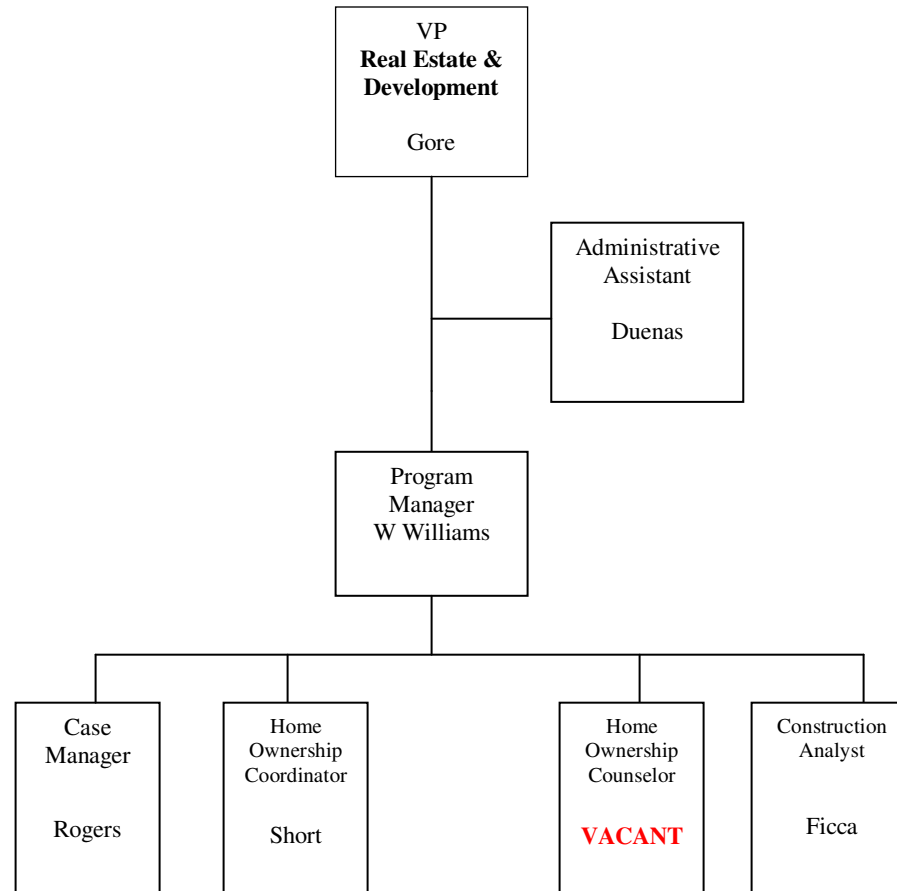 VP
Real Estate &
Development
Gore
Administrative
Assistant
Duenas
Program
Manager
W Williams
Case
Manager
Rogers
Home
Ownership
Coordinator
Short
Home
Ownership
Counselor
VACANT
Construction
Analyst
Ficca